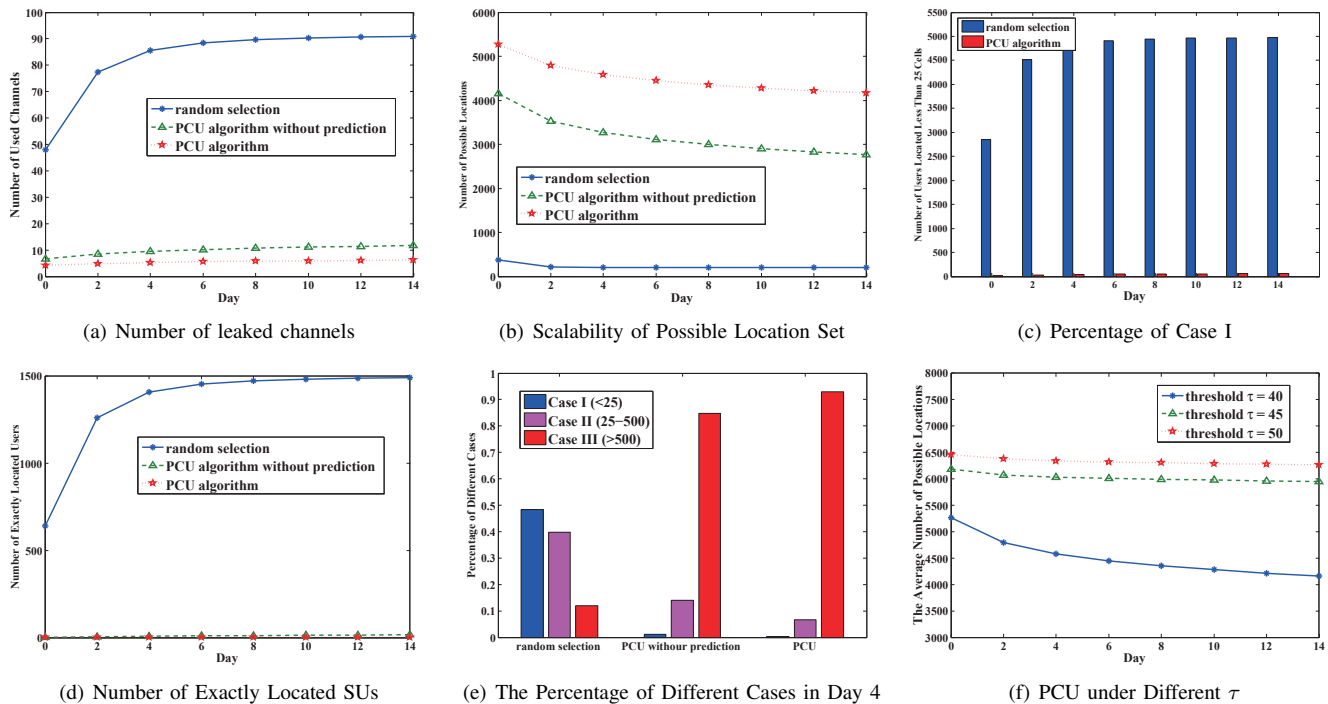 100
90
80
70
60
50
40
30
20
10
0
Number of Used Channels
random selection
PCU algorithm without prediction
PCU algorithm
0 2 4 6 8 10 12 14
Day
(a) Number of leaked channels
6000
5000
4000
3000
2000
1000
0
Number of Possible Locations
random selection
PCU algorithm without prediction
PCU algorithm
0 2 4 6 8 10 12 14
Day
(b) Scalability of Possible Location Set
5500
5000
4500
4000
3500
3000
2500
2000
1500
1000
500
0
Number of Users Located Less Than 25 Cells
random selection
PCU algorithm
0 2 4 6 8 10 12 14
Day
(c) Percentage of Case I
1500
1000
500
0
Number of Exactly Located Users
random selection
PCU algorithm without prediction
PCU algorithm
0 2 4 6 8 10 12 14
Day
(d) Number of Exactly Located SUs
1
0.9
0.8
0.7
0.6
0.5
0.4
0.3
0.2
0.1
0
Percentage of Different Cases
Case I (<25)
Case II (25−500)
Case III (>500)
random selection PCU withour prediction PCU
(e) The Percentage of Different Cases in Day 4
8000
7500
7000
6500
6000
5500
5000
4500
4000
3500
3000
The Average Number of Possible Locations
threshold τ = 40
threshold τ = 45
threshold τ = 50
0 2 4 6 8 10 12 14
Day
(f) PCU under Different τ